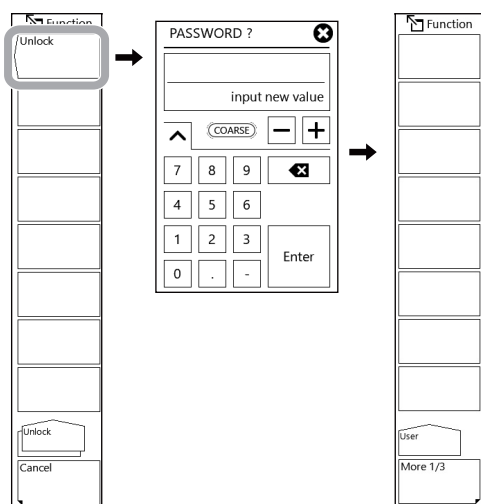 Function
Unlock
Unlock
Cancel
PASSWORD ?
input new value
COARSE
7 8 9
4 5 6
1 2 3
Enter
0 . -
Function
User
More 1/3